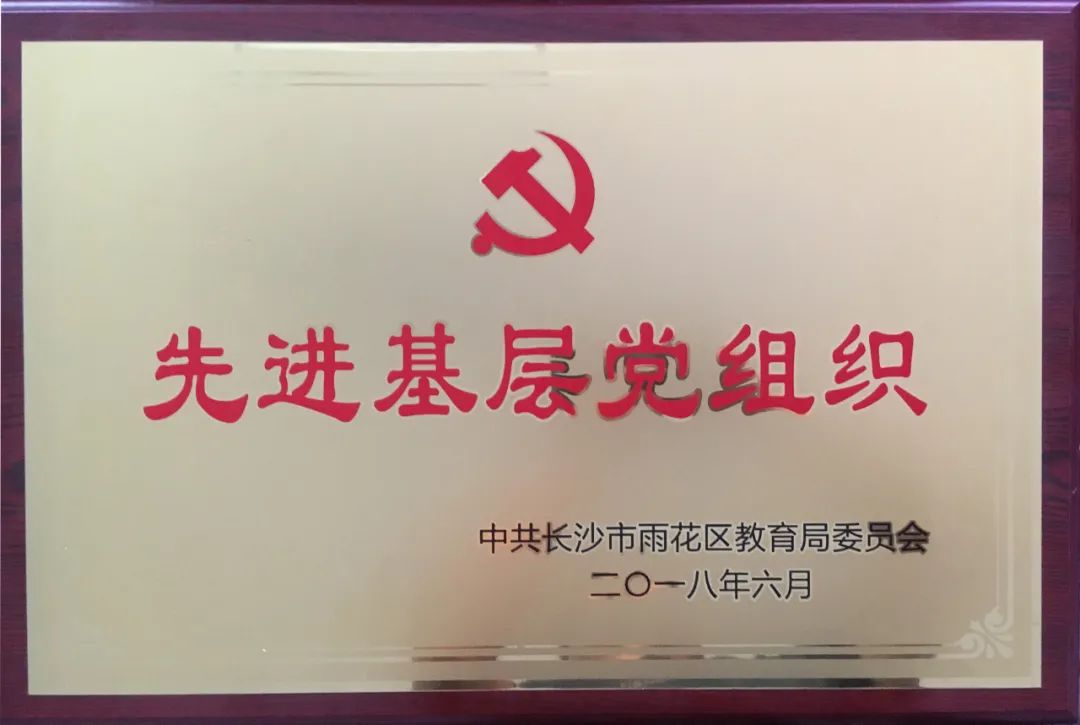 先进基层党组织
中共长沙市雨花区教育局委员会
二〇一八年六月